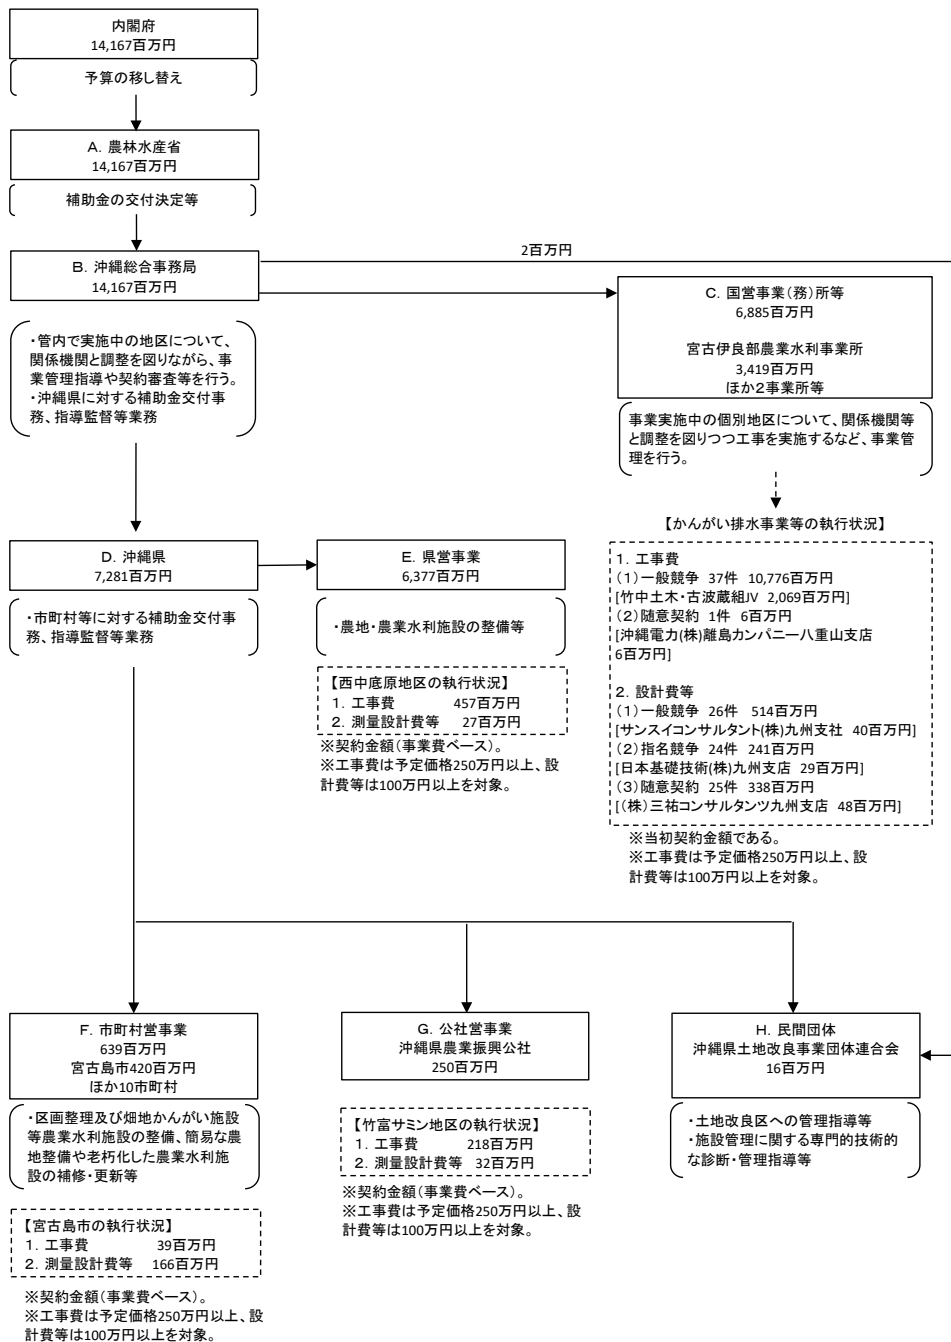 内閣府
14,167百万円
予算の移し替え
A．農林水産省
14,167百万円
補助金の交付決定等
B．沖縄総合事務局
14,167百万円
2百万円
C．国営事業（務）所等
6,885百万円
宮古伊良部農業水利事業所
3,419百万円
ほか２事業所等
・管内で実施中の地区について、
関係機関と調整を図りながら、事
業管理指導や契約審査等を行う。
・沖縄県に対する補助金交付事
務、指導監督等業務
事業実施中の個別地区について、関係機関等
と調整を図りつつ工事を実施するなど、事業管
理を行う。
【かんがい排水事業等の執行状況】
１．工事費
（１）一般競争 37件 10,776百万円
[竹中土木・古波蔵組JV 2,069百万円]
（２）随意契約 1件 6百万円
[沖縄電力(株)離島カンパニー八重山支店
6百万円]
２．設計費等
（１）一般競争 26件 514百万円
[サンスイコンサルタント(株)九州支社 40百万円]
（２）指名競争 24件 241百万円
[日本基礎技術(株)九州支店 29百万円]
（３）随意契約 25件 338百万円
[(株)三祐コンサルタンツ九州支店 48百万円]
※当初契約金額である。
※工事費は予定価格250万円以上、設
計費等は100万円以上を対象。
D．沖縄県
7,281百万円
・市町村等に対する補助金交付事
務、指導監督等業務
E．県営事業
6,377百万円
・農地・農業水利施設の整備等
【西中底原地区の執行状況】
１．工事費 457百万円
２．測量設計費等 27百万円
※契約金額（事業費ベース）。
※工事費は予定価格250万円以上、設
計費等は100万円以上を対象。
F．市町村営事業
639百万円
宮古島市420百万円
ほか10市町村
・区画整理及び畑地かんがい施設
等農業水利施設の整備、簡易な農
地整備や老朽化した農業水利施
設の補修・更新等
【宮古島市の執行状況】
１．工事費 39百万円
２．測量設計費等 166百万円
※契約金額（事業費ベース）。
※工事費は予定価格250万円以上、設
計費等は100万円以上を対象。
G．公社営事業
沖縄県農業振興公社
250百万円
【竹富サミン地区の執行状況】
１．工事費 218百万円
２．測量設計費等 32百万円
※契約金額（事業費ベース）。
※工事費は予定価格250万円以上、設
計費等は100万円以上を対象。
H．民間団体
沖縄県土地改良事業団体連合会
16百万円
・土地改良区への管理指導等
・施設管理に関する専門的技術的
な診断・管理指導等